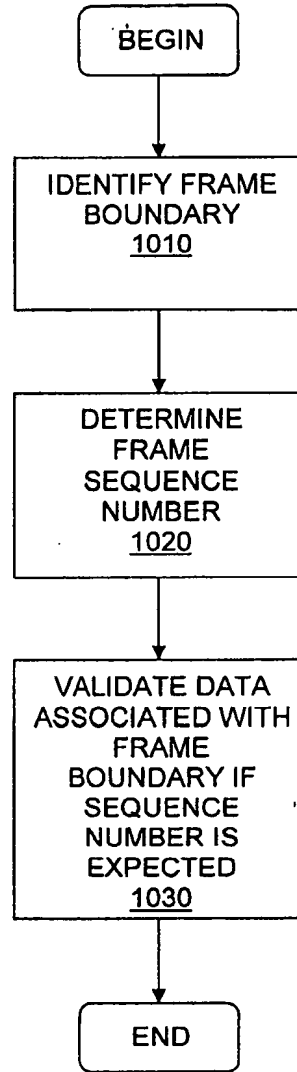 BEGIN
IDENTIFY FRAME
BOUNDARY
1010
DETERMINE
FRAME
SEQUENCE
NUMBER
1020
VALIDATE DATA
ASSOCIATED WITH
FRAME
BOUNDARY IF
SEQUENCE
NUMBER IS
EXPECTED
1030
END